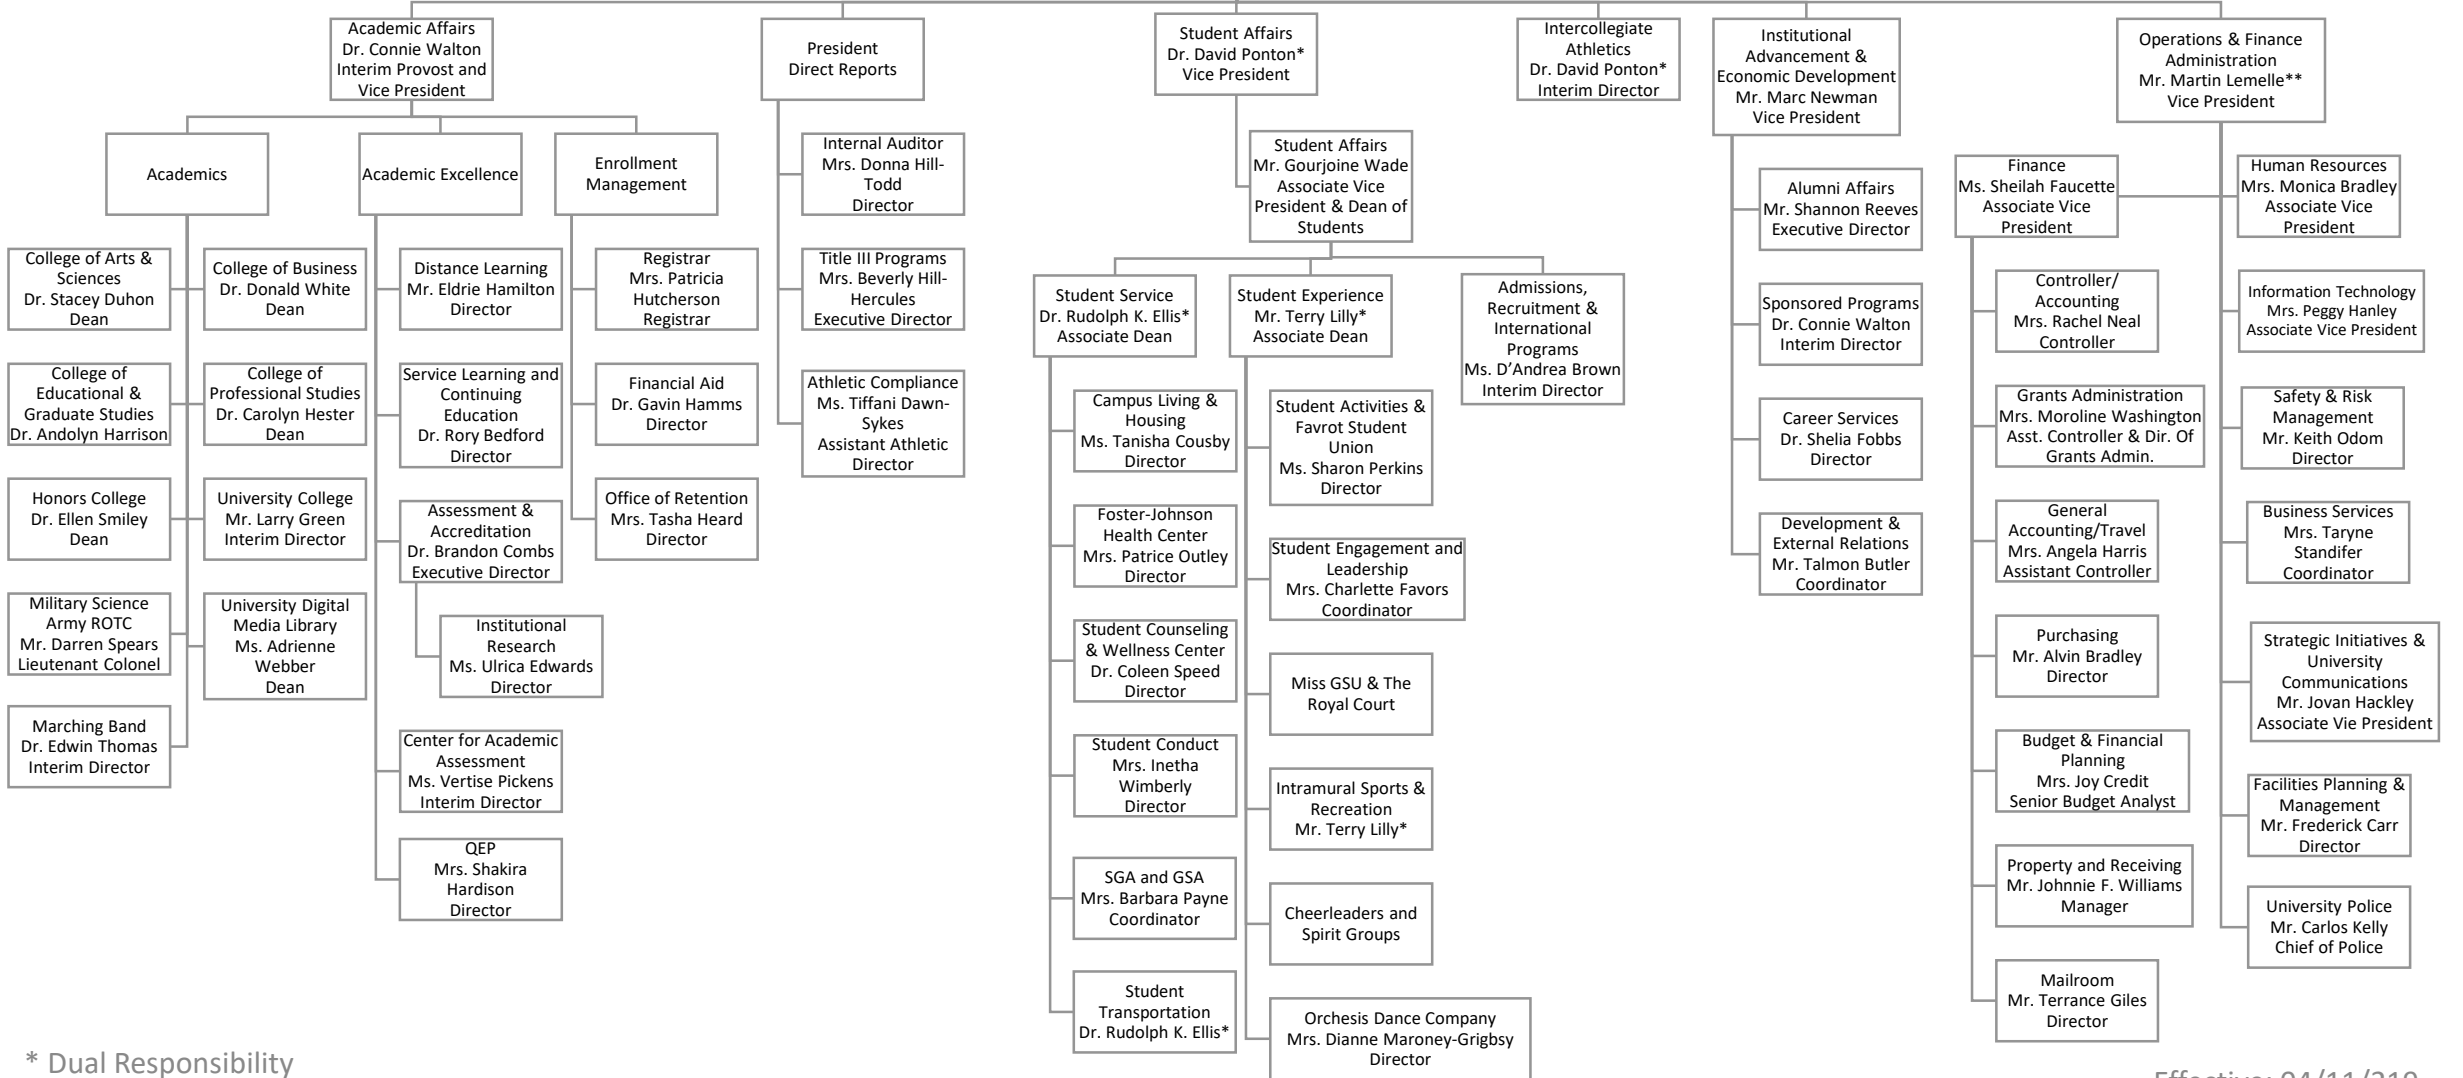 Academic Affairs
Dr. Connie Walton
Interim Provost and
Vice President
President
Direct Reports
Student Affairs
Dr. David Ponton*
Vice President
Intercollegiate
Athletics
Dr. David Ponton*
Interim Director
Institutional
Advancement &
Economic Development
Mr. Marc Newman
Vice President
Operations & Finance
Administration
Mr. Martin Lemelle**
Vice President
Academics
Academic Excellence
Enrollment
Management
College of Arts &
Sciences
Dr. Stacey Duhon
Dean
College of Business
Dr. Donald White
Dean
College of
Educational &
Graduate Studies
Dr. Andolyn Harrison
College of
Professional Studies
Dr. Carolyn Hester
Dean
Honors College
Dr. Ellen Smiley
Dean
University College
Mr. Larry Green
Interim Director
Military Science
Army ROTC
Mr. Darren Spears
Lieutenant Colonel
University Digital
Media Library
Ms. Adrienne
Webber
Dean
Marching Band
Dr. Edwin Thomas
Interim Director
Distance Learning
Mr. Eldrie Hamilton
Director
Service Learning and
Continuing
Education
Dr. Rory Bedford
Director
Assessment &
Accreditation
Dr. Brandon Combs
Executive Director
Institutional
Research
Ms. Ulrica Edwards
Director
Center for Academic
Assessment
Ms. Vertise Pickens
Interim Director
QEP
Mrs. Shakira
Hardison
Director
Registrar
Mrs. Patricia
Hutcherson
Registrar
Financial Aid
Dr. Gavin Hamms
Director
Office of Retention
Mrs. Tasha Heard
Director
Internal Auditor
Mrs. Donna Hill-
Todd
Director
Title III Programs
Mrs. Beverly Hill-
Hercules
Executive Director
Athletic Compliance
Ms. Tiffani Dawn-
Sykes
Assistant Athletic
Director
Student Affairs
Mr. Gourjoine Wade
Associate Vice
President & Dean of
Students
Student Service
Dr. Rudolph K. Ellis*
Associate Dean
Student Experience
Mr. Terry Lilly*
Associate Dean
Admissions,
Recruitment &
International
Programs
Ms. D’Andrea Brown
Interim Director
Campus Living &
Housing
Ms. Tanisha Cousby
Director
Foster-Johnson
Health Center
Mrs. Patrice Outley
Director
Student Counseling
& Wellness Center
Dr. Coleen Speed
Director
Student Conduct
Mrs. Inetha
Wimberly
Director
SGA and GSA
Mrs. Barbara Payne
Coordinator
Student
Transportation
Dr. Rudolph K. Ellis*
Student Activities &
Favrot Student
Union
Ms. Sharon Perkins
Director
Student Engagement and
Leadership
Mrs. Charlette Favors
Coordinator
Miss GSU & The
Royal Court
Intramural Sports &
Recreation
Mr. Terry Lilly*
Cheerleaders and
Spirit Groups
Orchesis Dance Company
Mrs. Dianne Maroney-Grigbsy
Director
Alumni Affairs
Mr. Shannon Reeves
Executive Director
Sponsored Programs
Dr. Connie Walton
Interim Director
Career Services
Dr. Shelia Fobbs
Director
Development &
External Relations
Mr. Talmon Butler
Coordinator
Finance
Ms. Sheilah Faucette
Associate Vice
President
Controller/
Accounting
Mrs. Rachel Neal
Controller
Grants Administration
Mrs. Moroline Washington
Asst. Controller & Dir. Of
Grants Admin.
General
Accounting/Travel
Mrs. Angela Harris
Assistant Controller
Purchasing
Mr. Alvin Bradley
Director
Budget & Financial
Planning
Mrs. Joy Credit
Senior Budget Analyst
Property and Receiving
Mr. Johnnie F. Williams
Manager
Mailroom
Mr. Terrance Giles
Director
Human Resources
Mrs. Monica Bradley
Associate Vice
President
Information Technology
Mrs. Peggy Hanley
Associate Vice President
Safety & Risk
Management
Mr. Keith Odom
Director
Business Services
Mrs. Taryne
Standifer
Coordinator
Strategic Initiatives &
University
Communications
Mr. Jovan Hackley
Associate Vie President
Facilities Planning &
Management
Mr. Frederick Carr
Director
University Police
Mr. Carlos Kelly
Chief of Police
* Dual Responsibility
Effective: 04/11/219